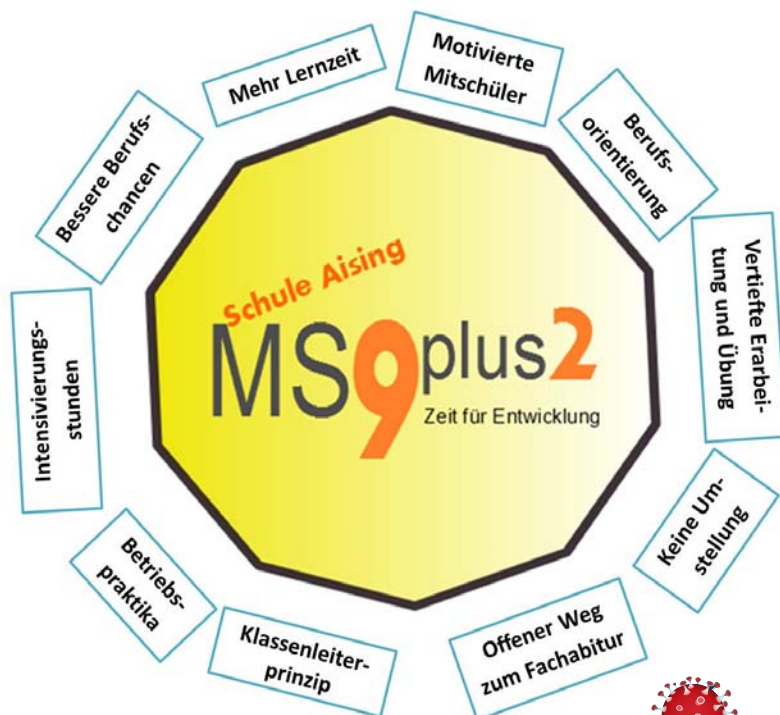 Mehr Lernzeit
Motivierte
Mitschüler
Berufs-
orientierung
Vertiefte Erarbei-
tung und Übung
Keine Um-
stellung
Offener Weg
zum Fachabitur
Klassenleiter-
prinzip
Betriebs-
praktika
Intensivierungs-
stunden
Bessere Berufs-
chancen
Schule Aising
MS9plus2
Zeit für Entwicklung